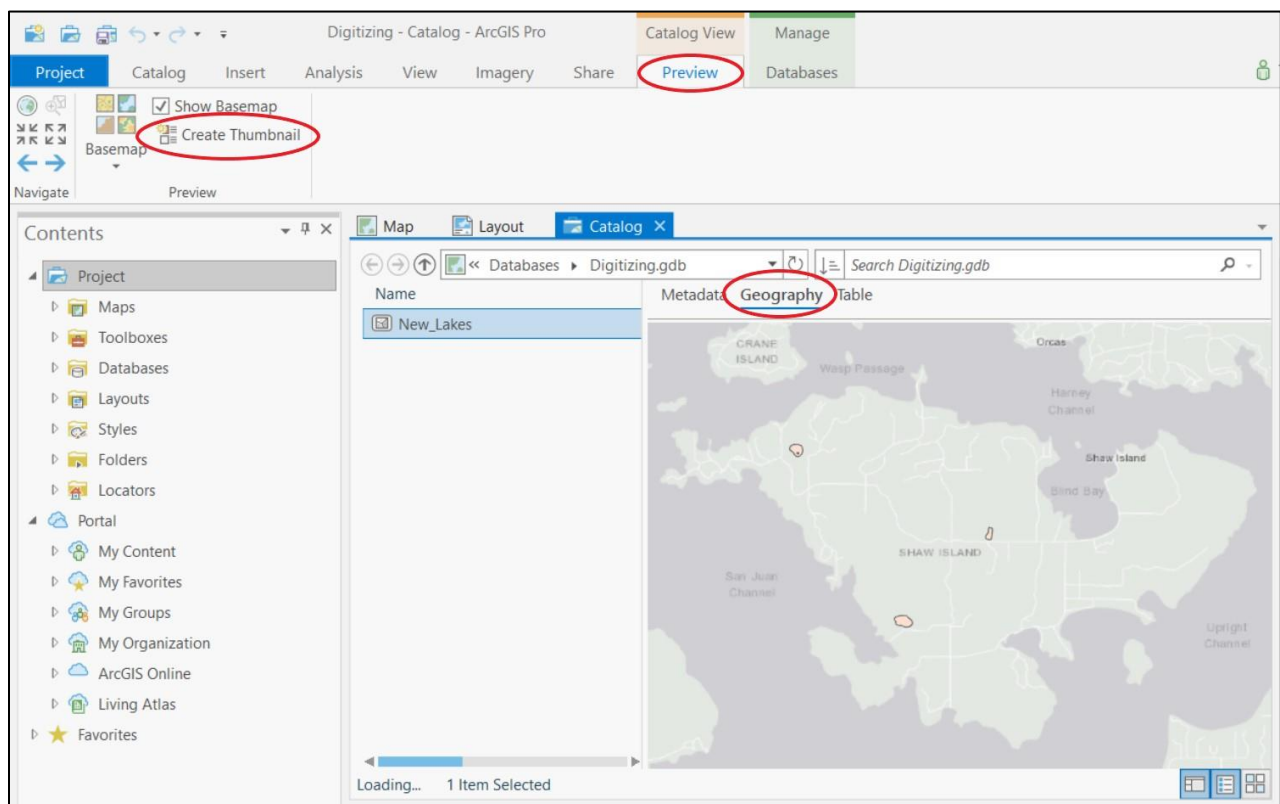 Digitizing - Catalog - ArcGIS Pro
Catalog View
Manage
Project Catalog Insert Analysis View Imagery Share Preview Databases
Show Basemap
Create Thumbnail
Basemap
Navigate Preview
Contents
Project
Maps
Toolboxes
Databases
Layouts
Styles
Folders
Locators
Portal
My Content
My Favorites
My Groups
My Organization
ArcGIS Online
Living Atlas
Favorites
Map Layout Catalog
« Databases Digitizing.gdb
Search Digitizing.gdb
Name
New_Lakes
Metadata Geography Table
CRANE
ISLAND
Orcas
Wasp Passage
Harney
Channel
Shaw Island
Blind Bay
SHAW ISLAND
San Juan
Channel
Upright
Channel
Loading... 1 Item Selected